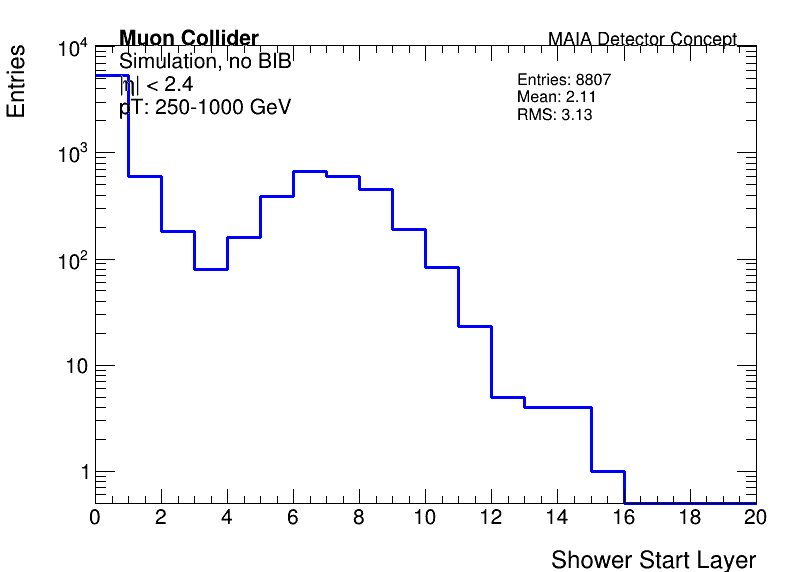 Muon Collider
MAIA Detector Concept
Simulation, no BIB
|η| < 2.4
pT: 250-1000 GeV
Entries: 8807
Mean: 2.11
RMS: 3.13
Entries
10⁴
10³
10²
10
1
0 2 4 6 8 10 12 14 16 18 20
Shower Start Layer